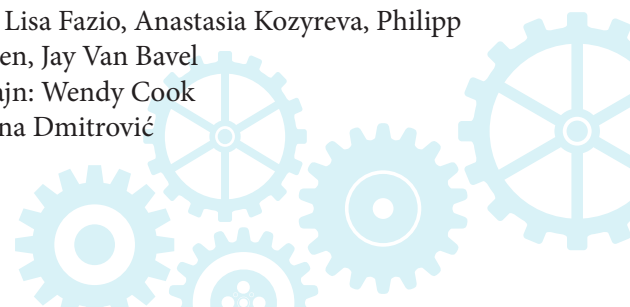 Lisa Fazio, Anastasia Kozyreva, Philipp
en, Jay Van Bavel
ajn: Wendy Cook
na Dmitrović